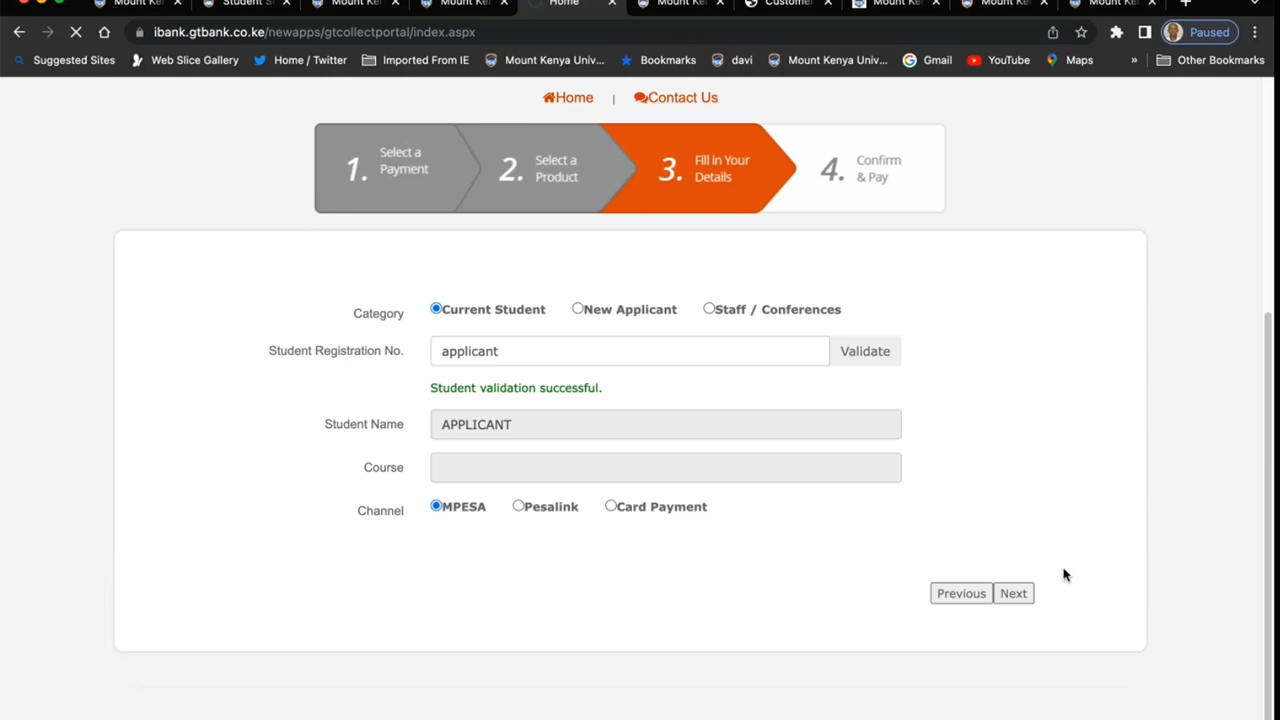 Mount Ke
Student S
Mount Ke
Mount Ke
Home
Mount Ke
Customer
Mount Ke
Mount Ke
Mount Ke
ibank.gtbank.co.ke/newapps/gtcollectportal/index.aspx
Paused
Suggested Sites
Web Slice Gallery
Home / Twitter
Imported From IE
Mount Kenya Univ...
Bookmarks
davi
Mount Kenya Univ...
Gmail
YouTube
Maps
»
Other Bookmarks
Home | Contact Us
1. Select a Payment
2. Select a Product
3. Fill in Your Details
4. Confirm & Pay
Category Current Student New Applicant Staff / Conferences
Student Registration No. applicant Validate
Student validation successful.
Student Name APPLICANT
Course
Channel MPESA Pesalink Card Payment
Previous Next